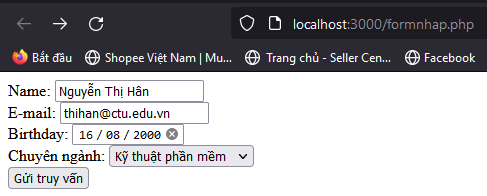 localhost:3000/formnhap.php
Bắt đầu Shopee Việt Nam | Mu... Trang chủ - Seller Cen... Facebook
Name: Nguyễn Thị Hân
E-mail: thihan@ctu.edu.vn
Birthday: 16 / 08 / 2000
Chuyên ngành: Kỹ thuật phần mềm
Gửi truy vấn